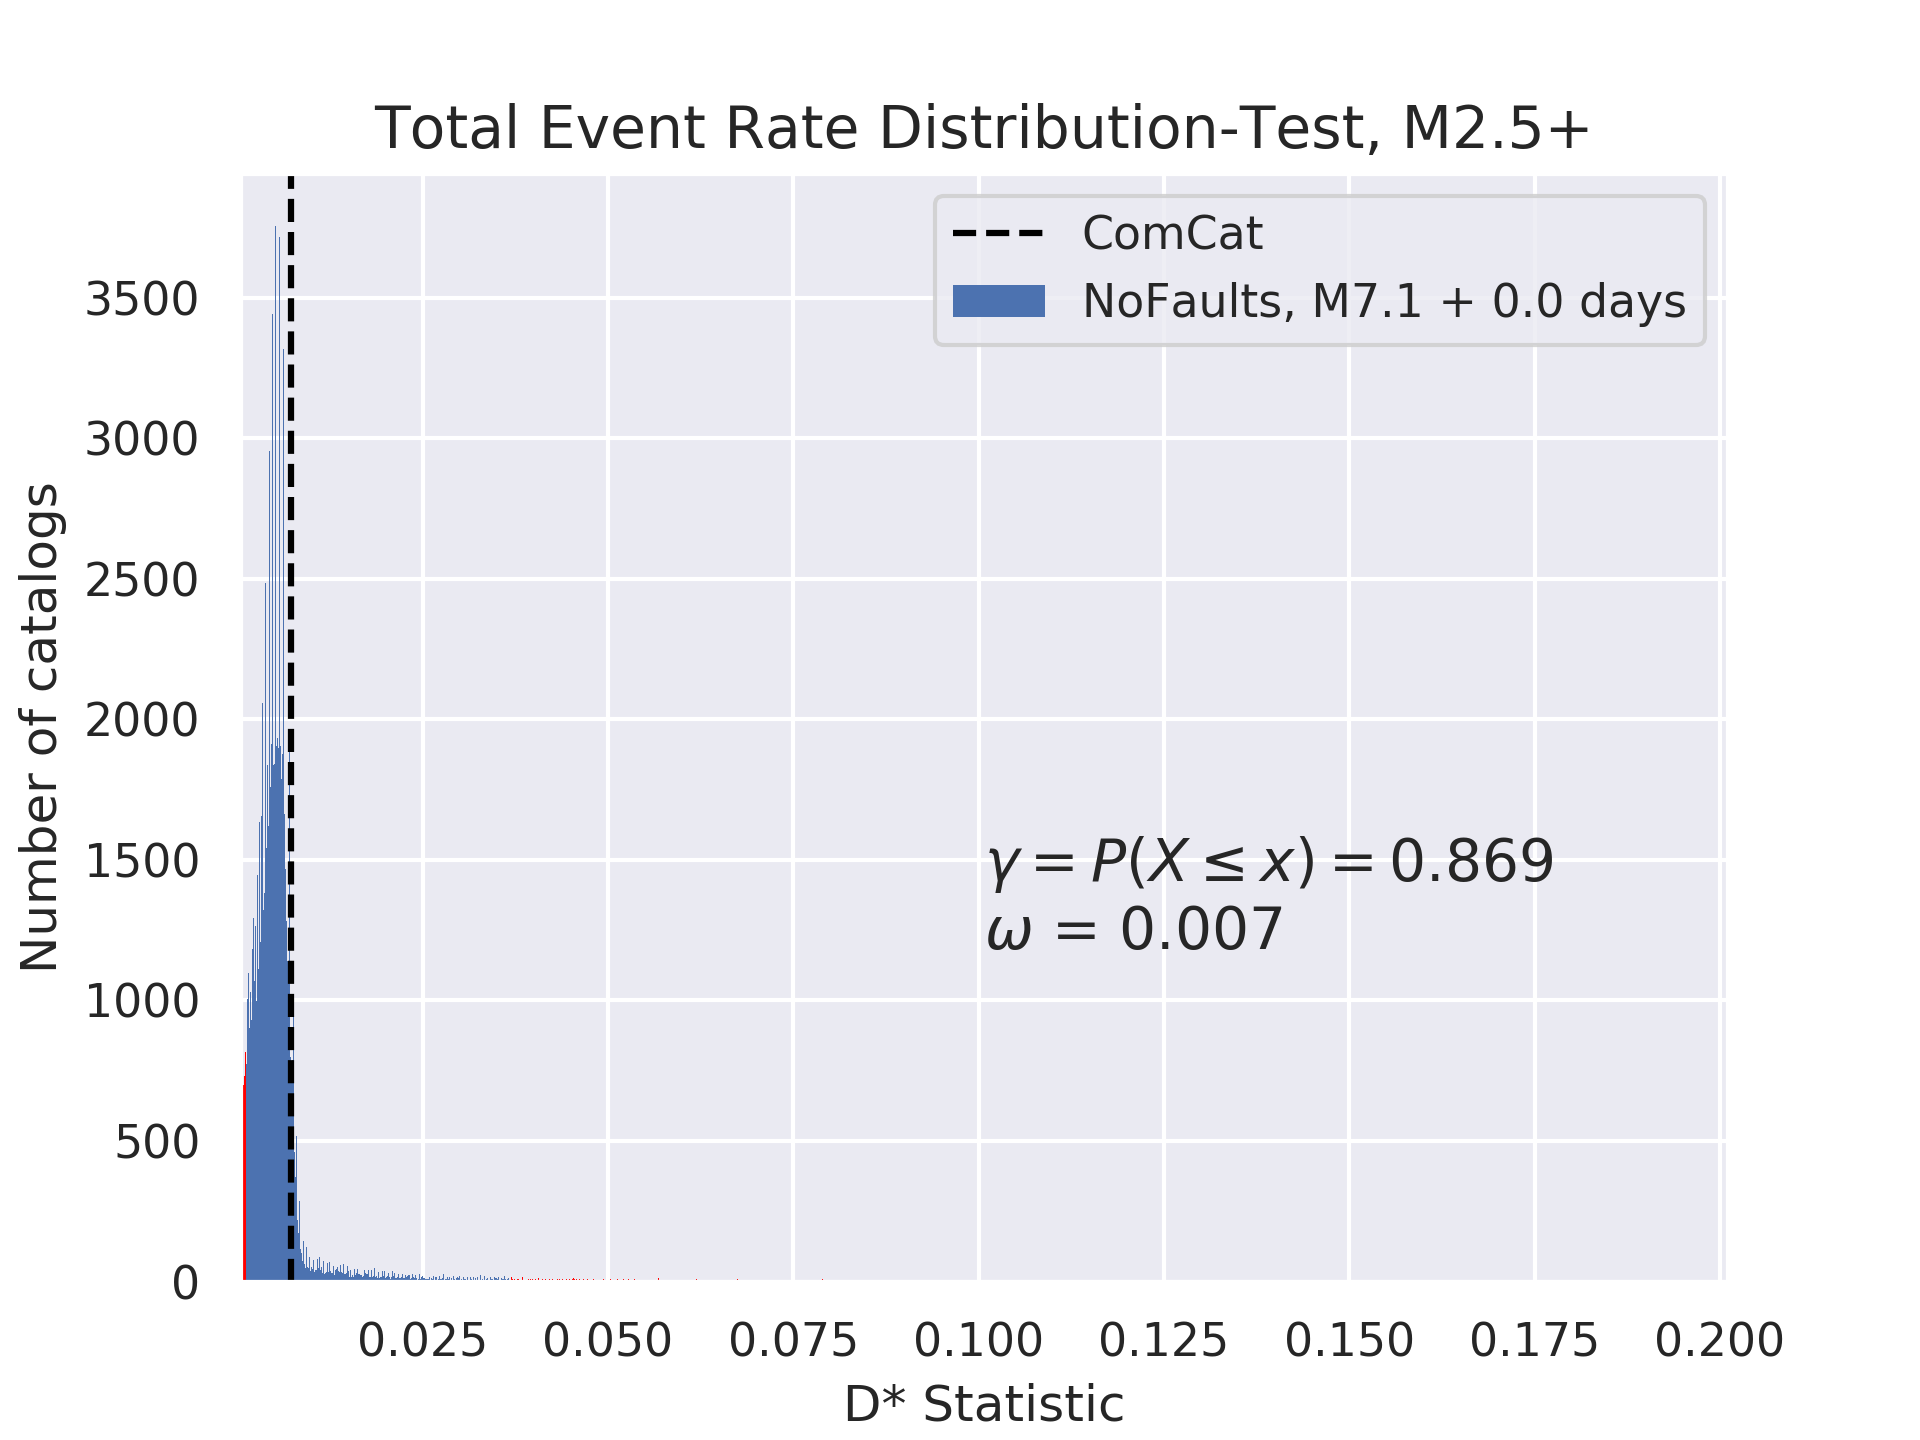 Total Event Rate Distribution-Test, M2.5+
ComCat
NoFaults, M7.1 + 0.0 days
Number of catalogs
3500
3000
2500
2000
1500
1000
500
0
γ = P(X ≤ x) = 0.869
ω = 0.007
0.025 0.050 0.075 0.100 0.125 0.150 0.175 0.200
D* Statistic